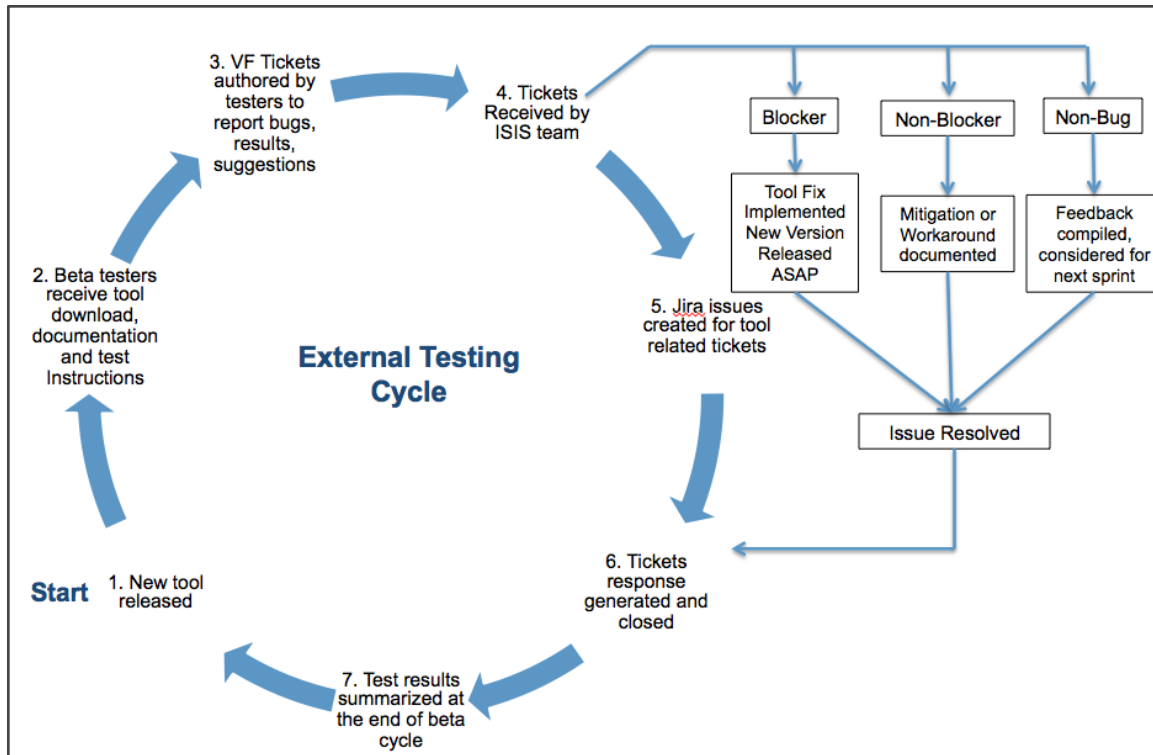 3. VF Tickets
authored by
testers to
report bugs,
results,
suggestions
4. Tickets
Received by
ISIS team
Blocker
Non-Blocker
Non-Bug
Tool Fix
Implemented
New Version
Released
ASAP
Mitigation or
Workaround
documented
Feedback
compiled,
considered for
next sprint
2. Beta testers
receive tool
download,
documentation
and test
Instructions
External Testing
Cycle
5. Jira issues
created for tool
related tickets
Issue Resolved
Start
1. New tool
released
6. Tickets
response
generated and
closed
7. Test results
summarized at
the end of beta
cycle